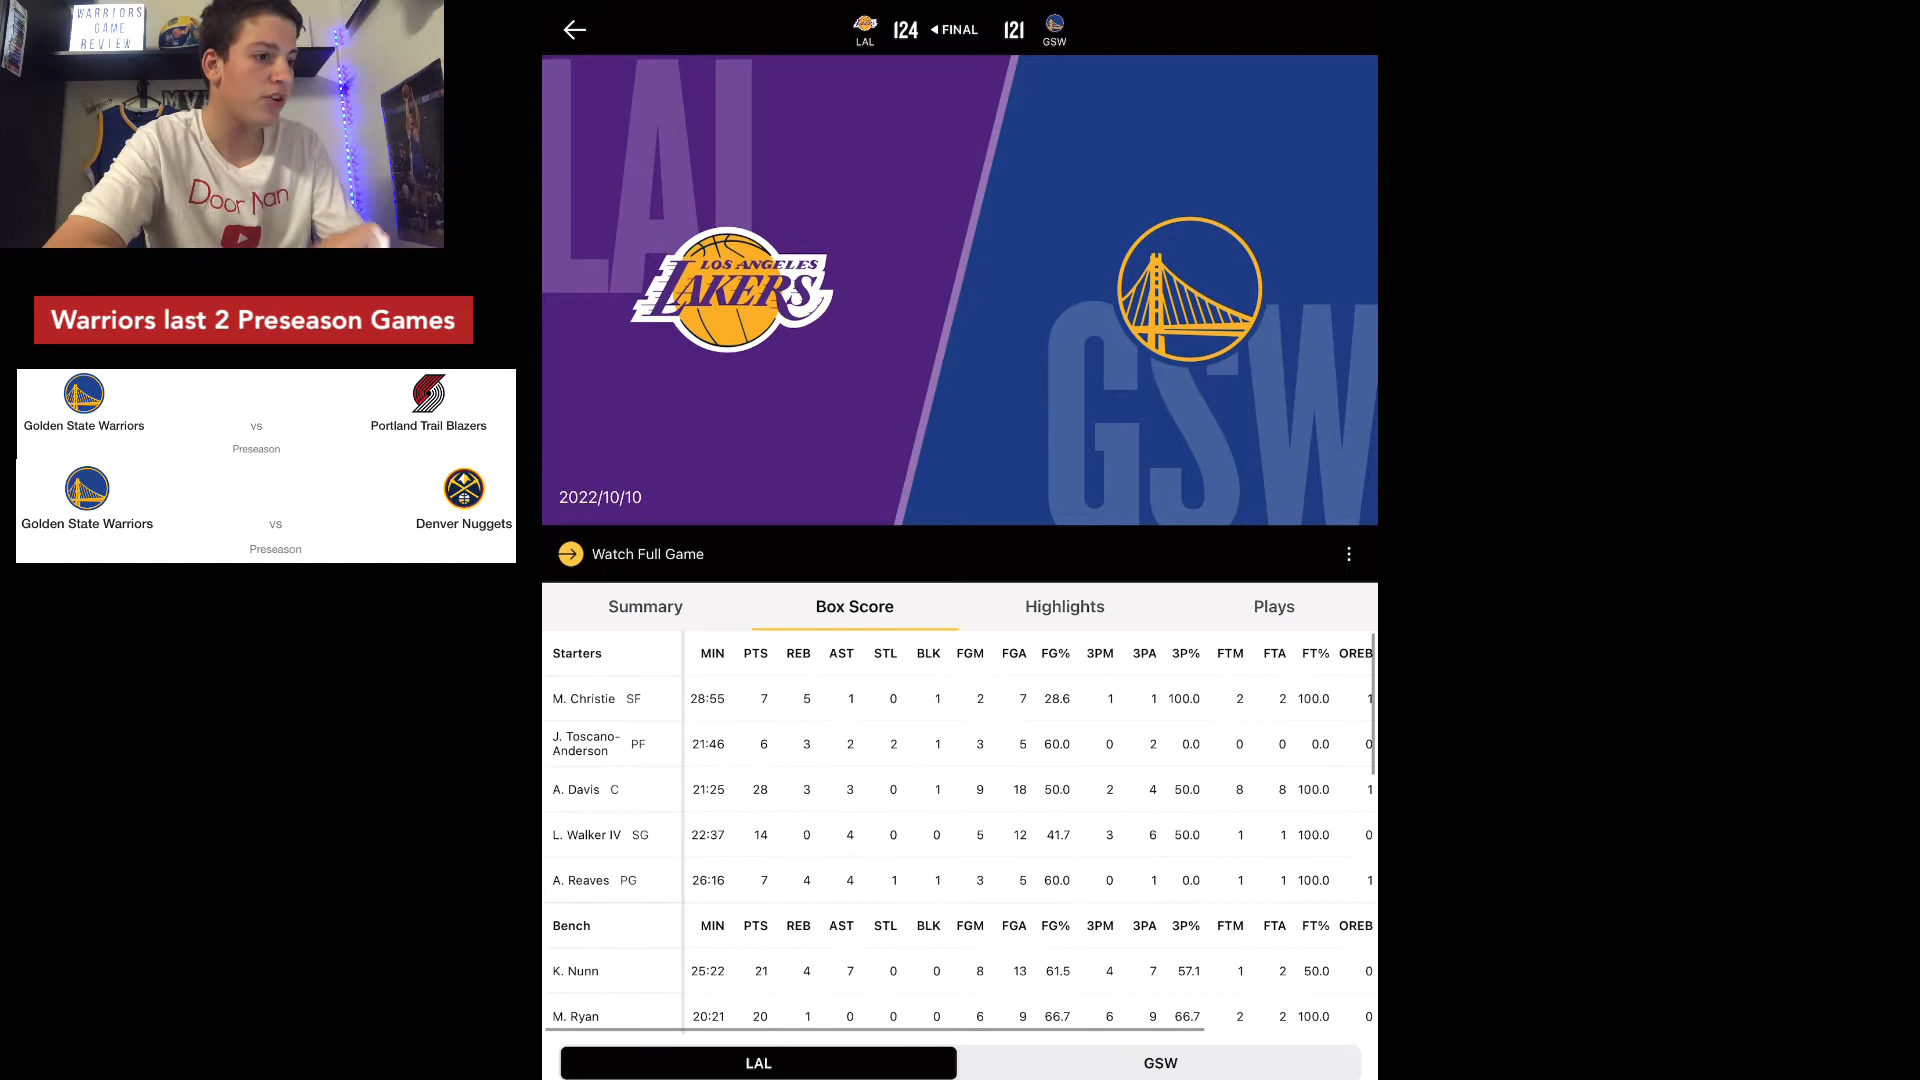 WARRIORS
GAME
REVIEW
MVP
Door Man
Warriors last 2 Preseason Games
Golden State Warriors vs Portland Trail Blazers
Preseason
Golden State Warriors vs Denver Nuggets
Preseason
LAL 124 ◄ FINAL 121 GSW
LAL
LOS ANGELES
LAKERS
GSW
2022/10/10
Watch Full Game
Summary Box Score Highlights Plays
Starters MIN PTS REB AST STL BLK FGM FGA FG% 3PM 3PA 3P% FTM FTA FT% OREB
M. Christie SF 28:55 7 5 1 0 1 2 7 28.6 1 1 100.0 2 2 100.0 1
J. Toscano-
Anderson PF 21:46 6 3 2 2 1 3 5 60.0 0 2 0.0 0 0 0.0 0
A. Davis C 21:25 28 3 3 0 1 9 18 50.0 2 4 50.0 8 8 100.0 1
L. Walker IV SG 22:37 14 0 4 0 0 5 12 41.7 3 6 50.0 1 1 100.0 0
A. Reaves PG 26:16 7 4 4 1 1 3 5 60.0 0 1 0.0 1 1 100.0 1
Bench MIN PTS REB AST STL BLK FGM FGA FG% 3PM 3PA 3P% FTM FTA FT% OREB
K. Nunn 25:22 21 4 7 0 0 8 13 61.5 4 7 57.1 1 2 50.0 0
M. Ryan 20:21 20 1 0 0 0 6 9 66.7 6 9 66.7 2 2 100.0 0
LAL GSW